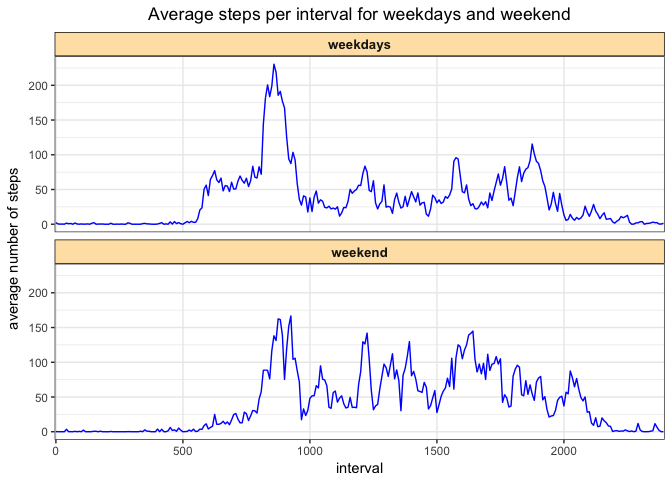 Average steps per interval for weekdays and weekend
weekdays
200
150
100
50
0
average number of steps
weekend
200
150
100
50
0
0 500 1000 1500 2000
interval